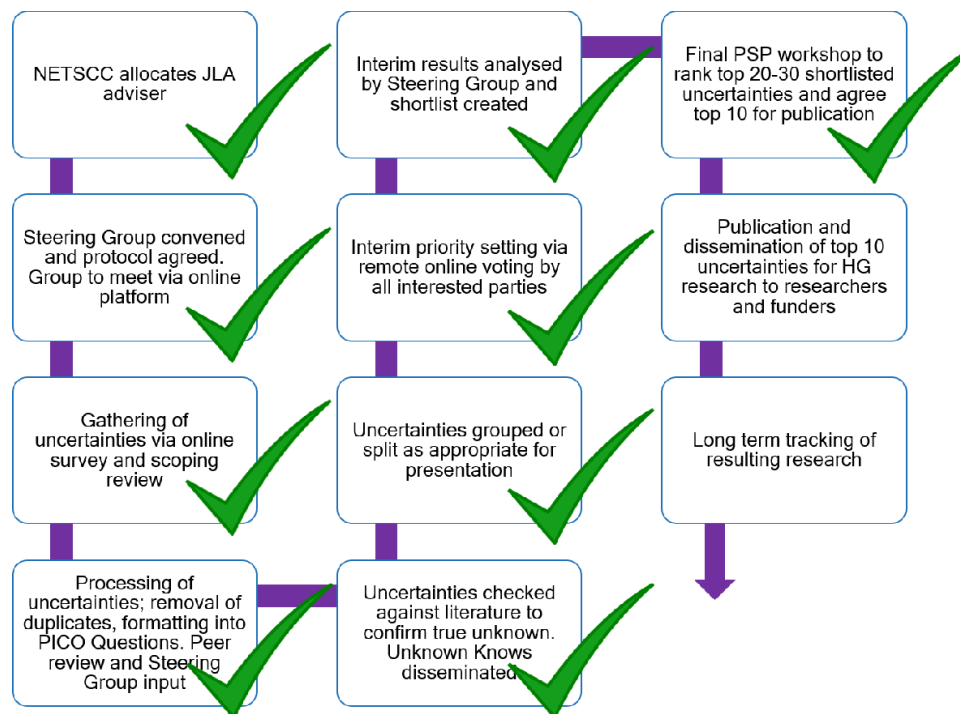 NETSCC allocates JLA
adviser
Steering Group convened
and protocol agreed.
Group to meet via online
platform
Gathering of
uncertainties via online
survey and scoping
review
Processing of
uncertainties; removal of
duplicates, formatting into
PICO Questions. Peer
review and Steering
Group input
Uncertainties checked
against literature to
confirm true unknown.
Unknown Knows
disseminated
Uncertainties grouped or
split as appropriate for
presentation
Interim priority setting via
remote online voting by
all interested parties
Interim results analysed
by Steering Group and
shortlist created
Final PSP workshop to
rank top 20-30 shortlisted
uncertainties and agree
top 10 for publication
Publication and
dissemination of top 10
uncertainties for HG
research to researchers
and funders
Long term tracking of
resulting research